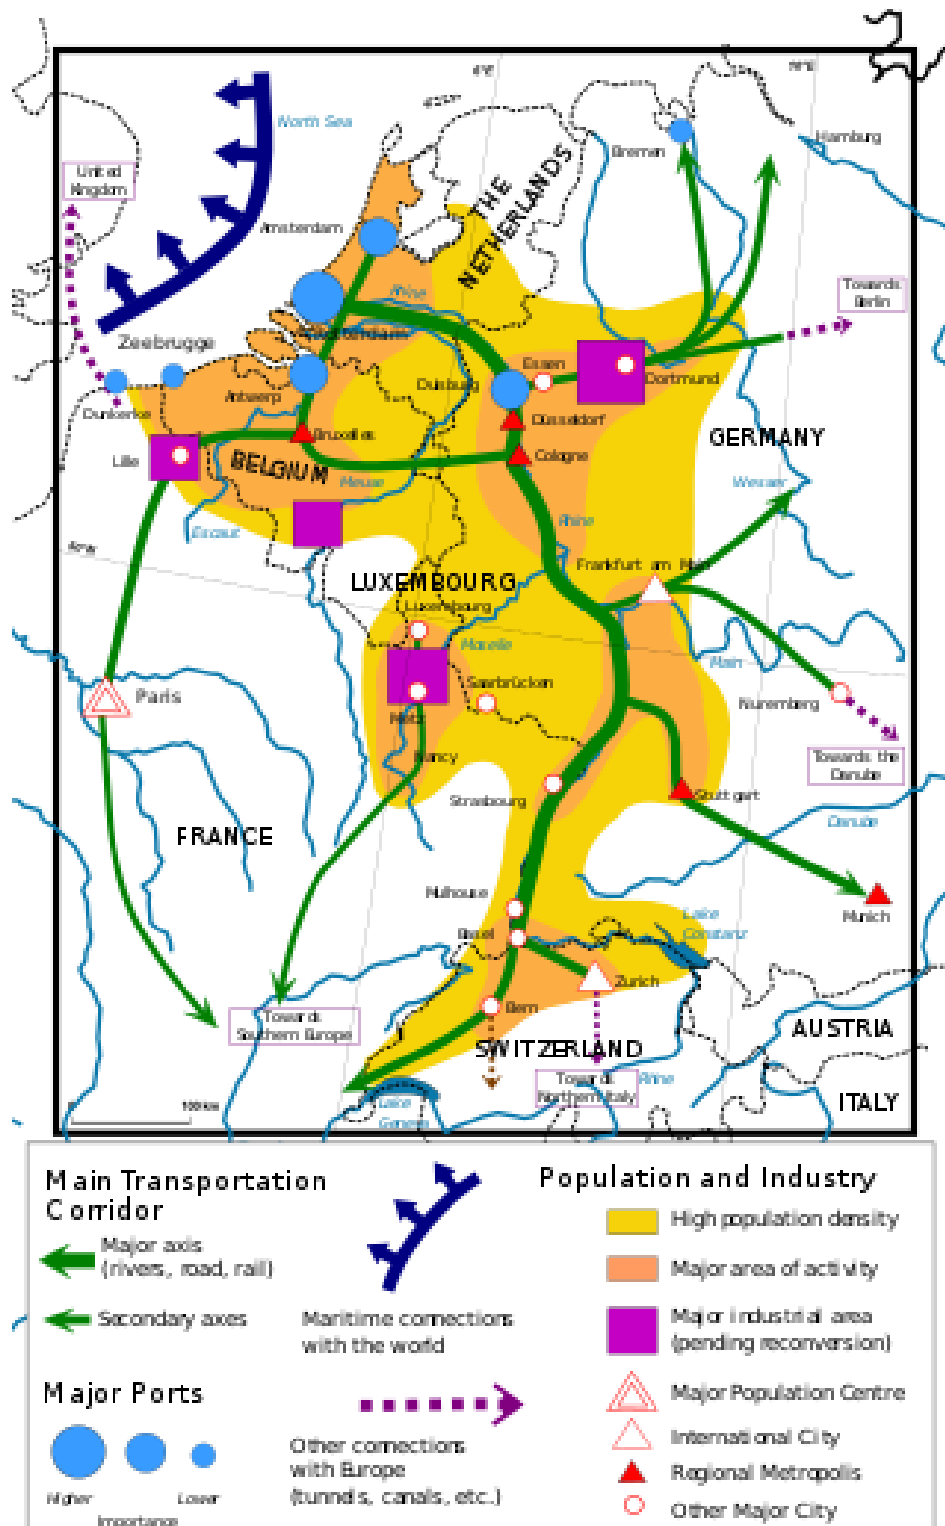 North Sea
Hamburg
Bremen
United
Kingdom
THE
NETHERLANDS
Amsterdam
Towards
Berlin
Rhine
Zeebrugge
Essen
Dortmund
Duisburg
Antwerp
Dunkerke
Düsseldorf
Bruxelles
GERMANY
Cologne
Lille
BELGIUM
Meuse
Weser
Escaut
Rhine
Frankfurt am Main
LUXEMBOURG
Luxembourg
Moselle
Main
Saarbrücken
Paris
Nuremberg
Metz
Nancy
Towards the
Danube
Strasbourg
Stuttgart
Danube
FRANCE
Mulhouse
Munich
Lake
Constanz
Basel
Zurich
Bern
Towards
Southern Europe
AUSTRIA
SWITZERLAND
Towards
Northern Italy
Rhine
ITALY
Lake
Geneva
100 km
Main Transportation
Corridor
Major axis
(rivers, road, rail)
Secondary axes
Maritime connections
with the world
Major Ports
Higher
Lower
Importance
Other connections
with Europe
(tunnels, canals, etc.)
Population and Industry
High population density
Major area of activity
Major industrial area
(pending reconversion)
Major Population Centre
International City
Regional Metropolis
Other Major City